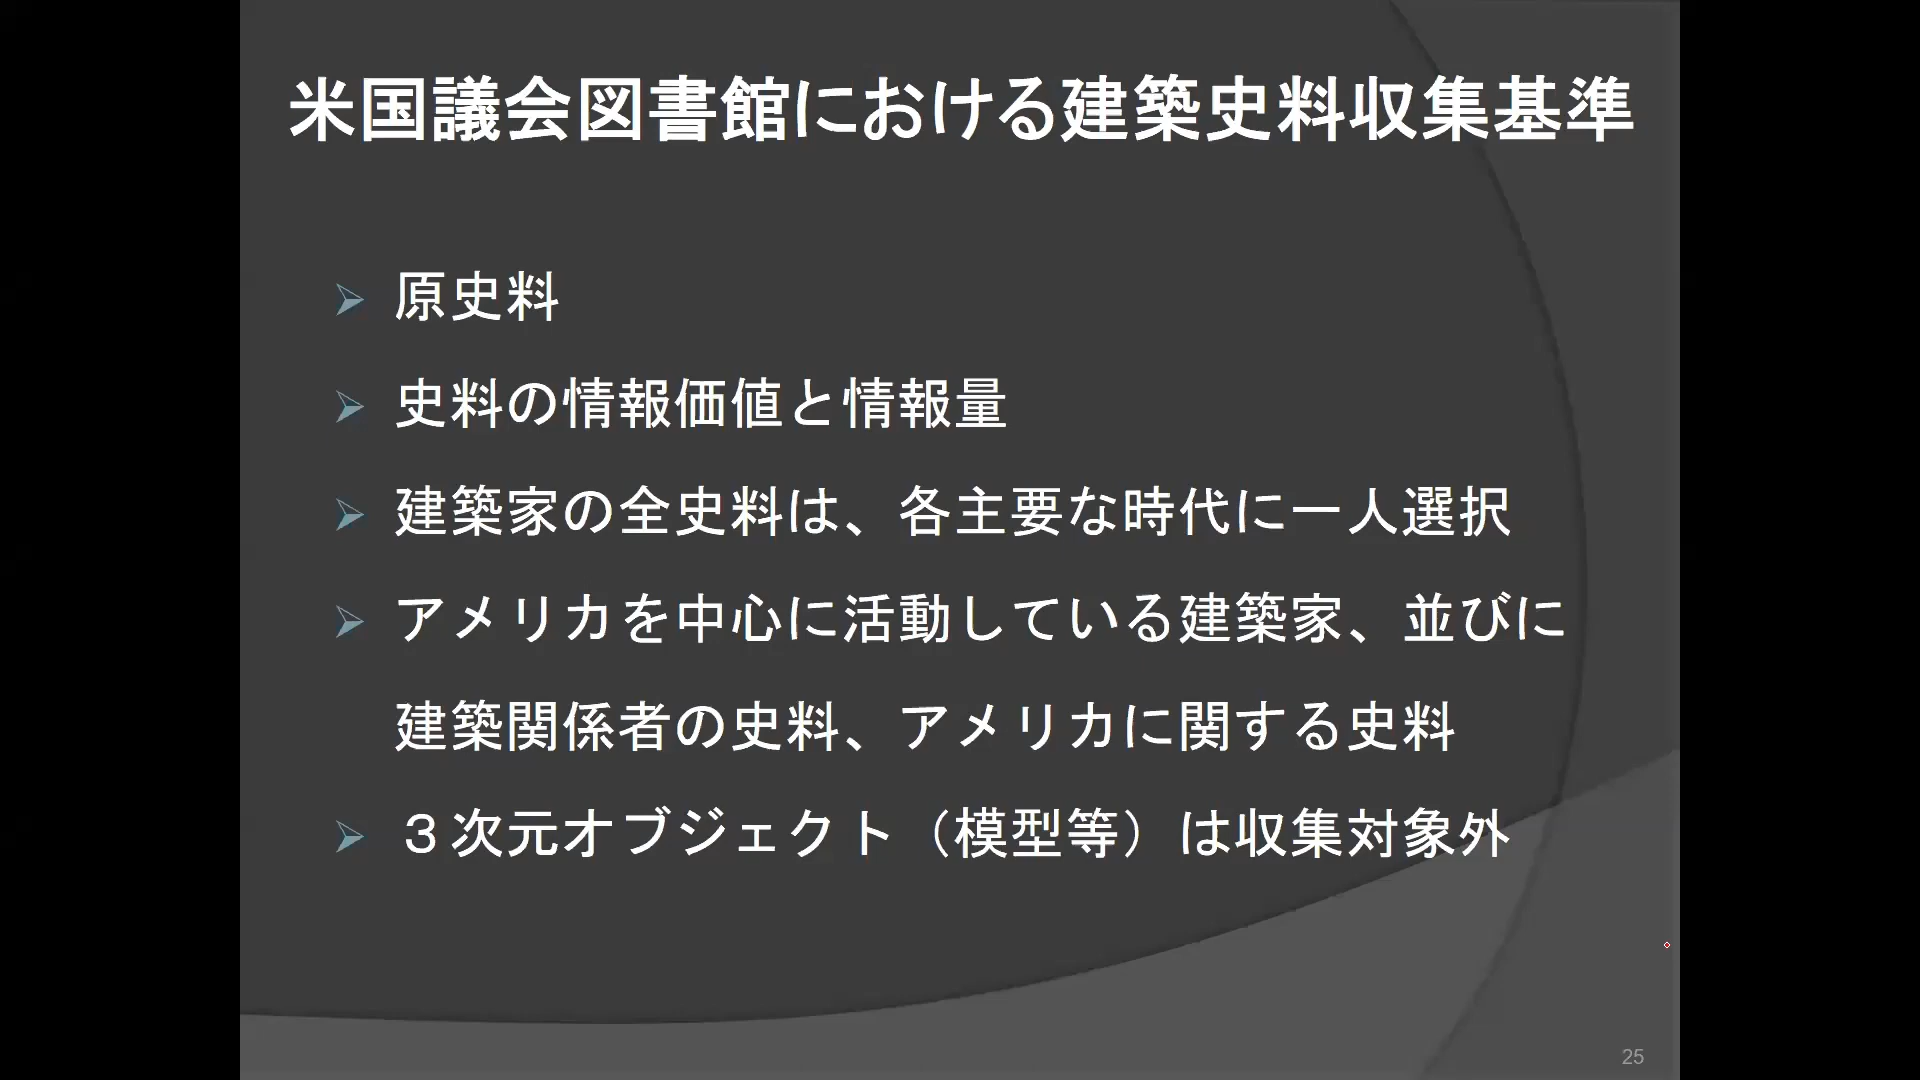 米国議会図書館における建築史料収集基準
➢ 原史料
➢ 史料の情報価値と情報量
➢ 建築家の全史料は、各主要な時代に一人選択
➢ アメリカを中心に活動している建築家、並びに
建築関係者の史料、アメリカに関する史料
➢ ３次元オブジェクト（模型等）は収集対象外
25